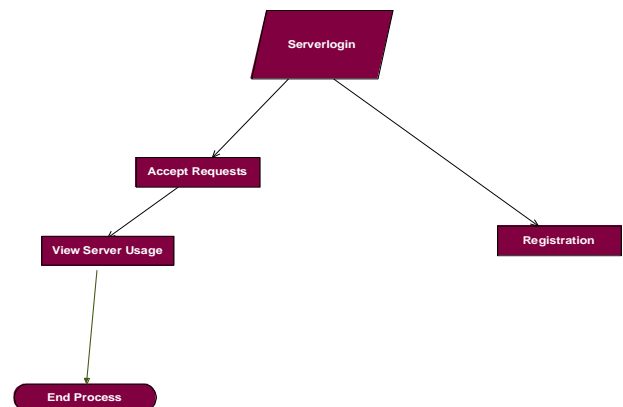 Serverlogin
Accept Requests
View Server Usage
Registration
End Process